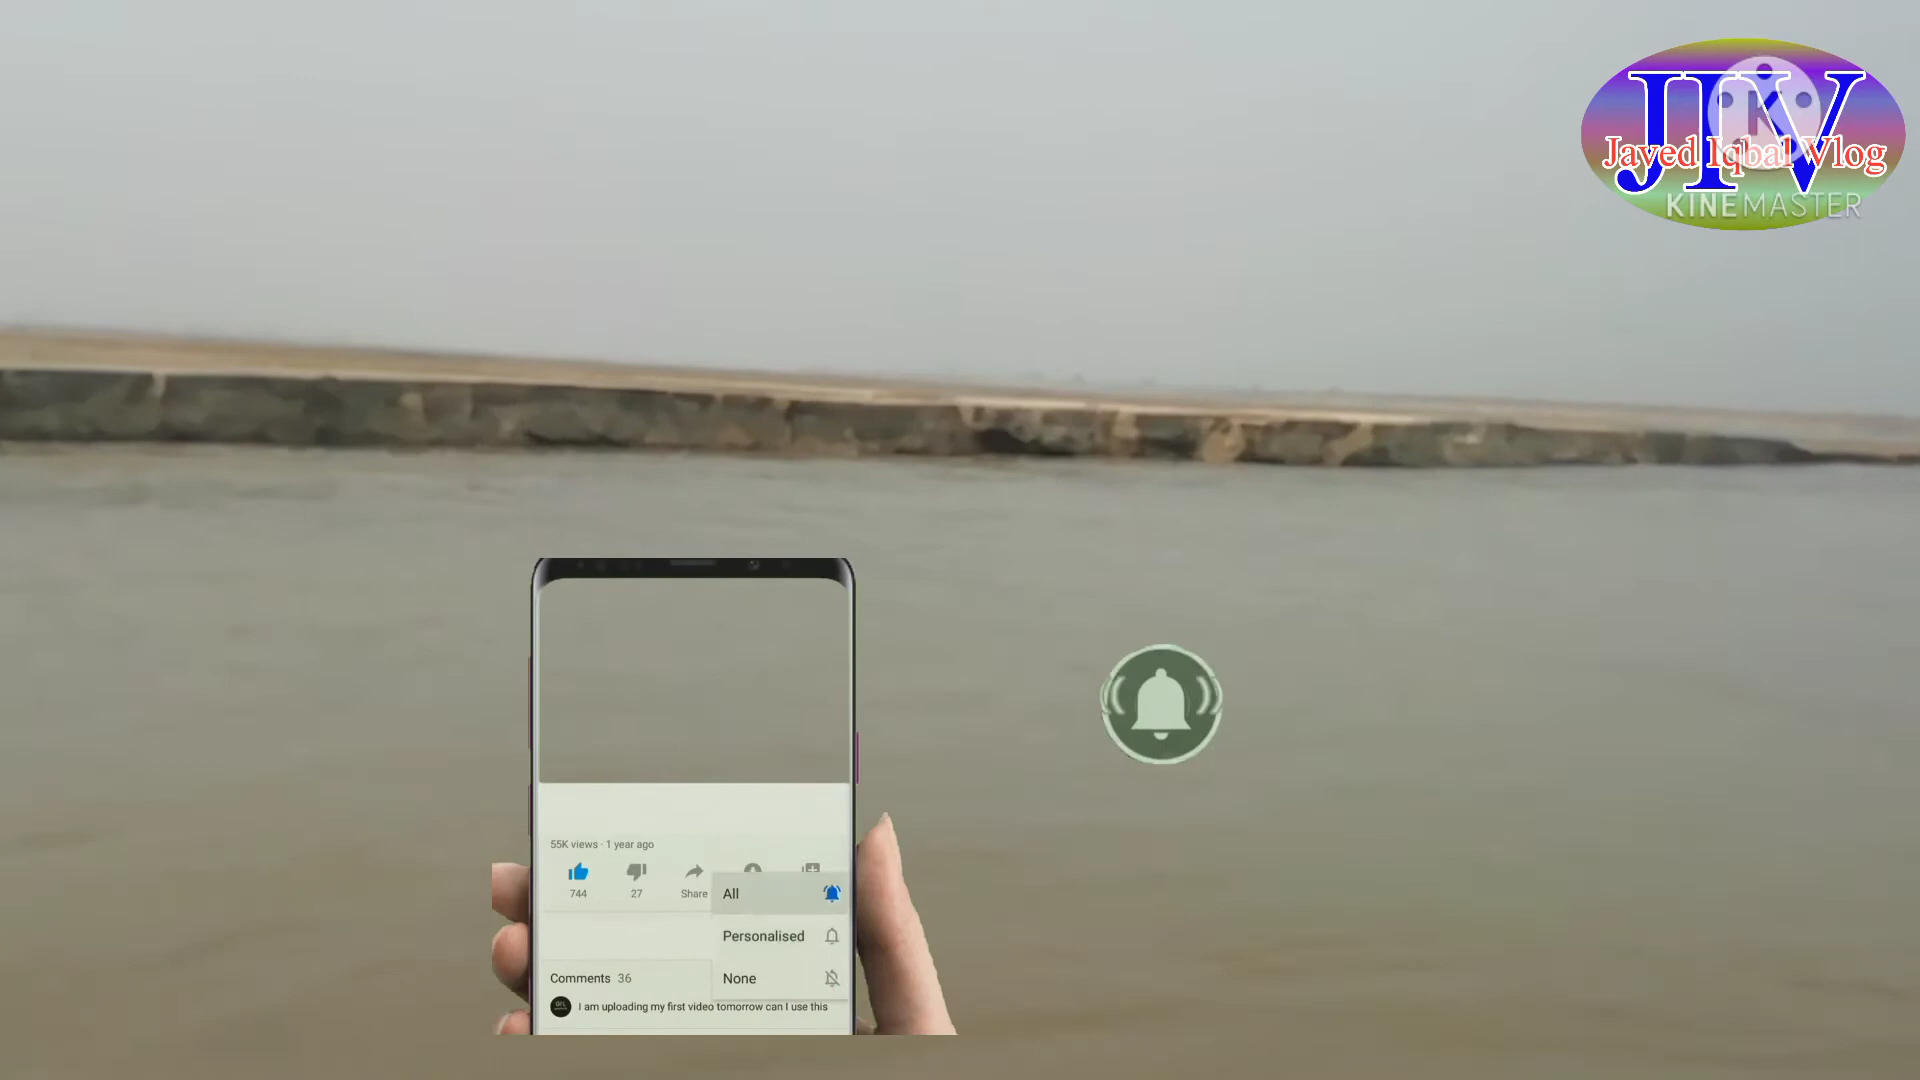 JIV
Jayed Iqbal Vlog
KINEMASTER
55K views · 1 year ago
744
27
Share
All
Personalised
None
Comments 36
I am uploading my first video tomorrow can I use this